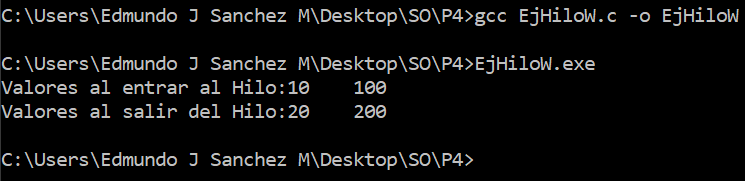 C:\Users\Edmundo J Sanchez M\Desktop\SO\P4>gcc EjHiloW.c -o EjHiloW
C:\Users\Edmundo J Sanchez M\Desktop\SO\P4>EjHiloW.exe
Valores al entrar al Hilo:10    100
Valores al salir del Hilo:20    200
C:\Users\Edmundo J Sanchez M\Desktop\SO\P4>